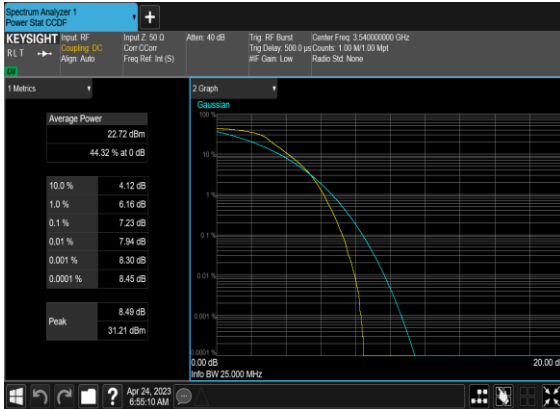 Spectrum Analyzer 1
Power Stat CCDF
+
KEYSIGHT Input: RF Input Z: 50 Ω Atten: 40 dB Trig: RF Burst Center Freq: 3.540000000 GHz
RLT Coupling: DC Corr CCorr Trig Delay: 500.0 µs Counts: 1.00 M/1.00 Mpt
Align: Auto Freq Ref: Int (S) #IF Gain: Low Radio Std: None
1 Metrics
2 Graph
Average Power
22.72 dBm
44.32 % at 0 dB
10.0 % 4.12 dB
1.0 % 6.16 dB
0.1 % 7.23 dB
0.01 % 7.94 dB
0.001 % 8.30 dB
0.0001 % 8.45 dB
Peak
8.49 dB
31.21 dBm
Gaussian
100 %
10 %
1 %
0.1 %
0.01 %
0.001 %
0.0001 %
0.00 dB 20.00 d
Info BW 25.000 MHz
? Apr 24, 2023
6:55:10 AM